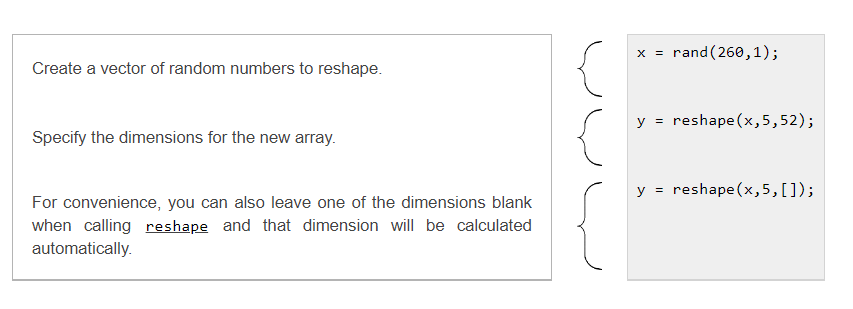 Create a vector of random numbers to reshape.
x = rand(260,1);
Specify the dimensions for the new array.
y = reshape(x,5,52);
For convenience, you can also leave one of the dimensions blank
when calling reshape and that dimension will be calculated
automatically.
y = reshape(x,5,[]);